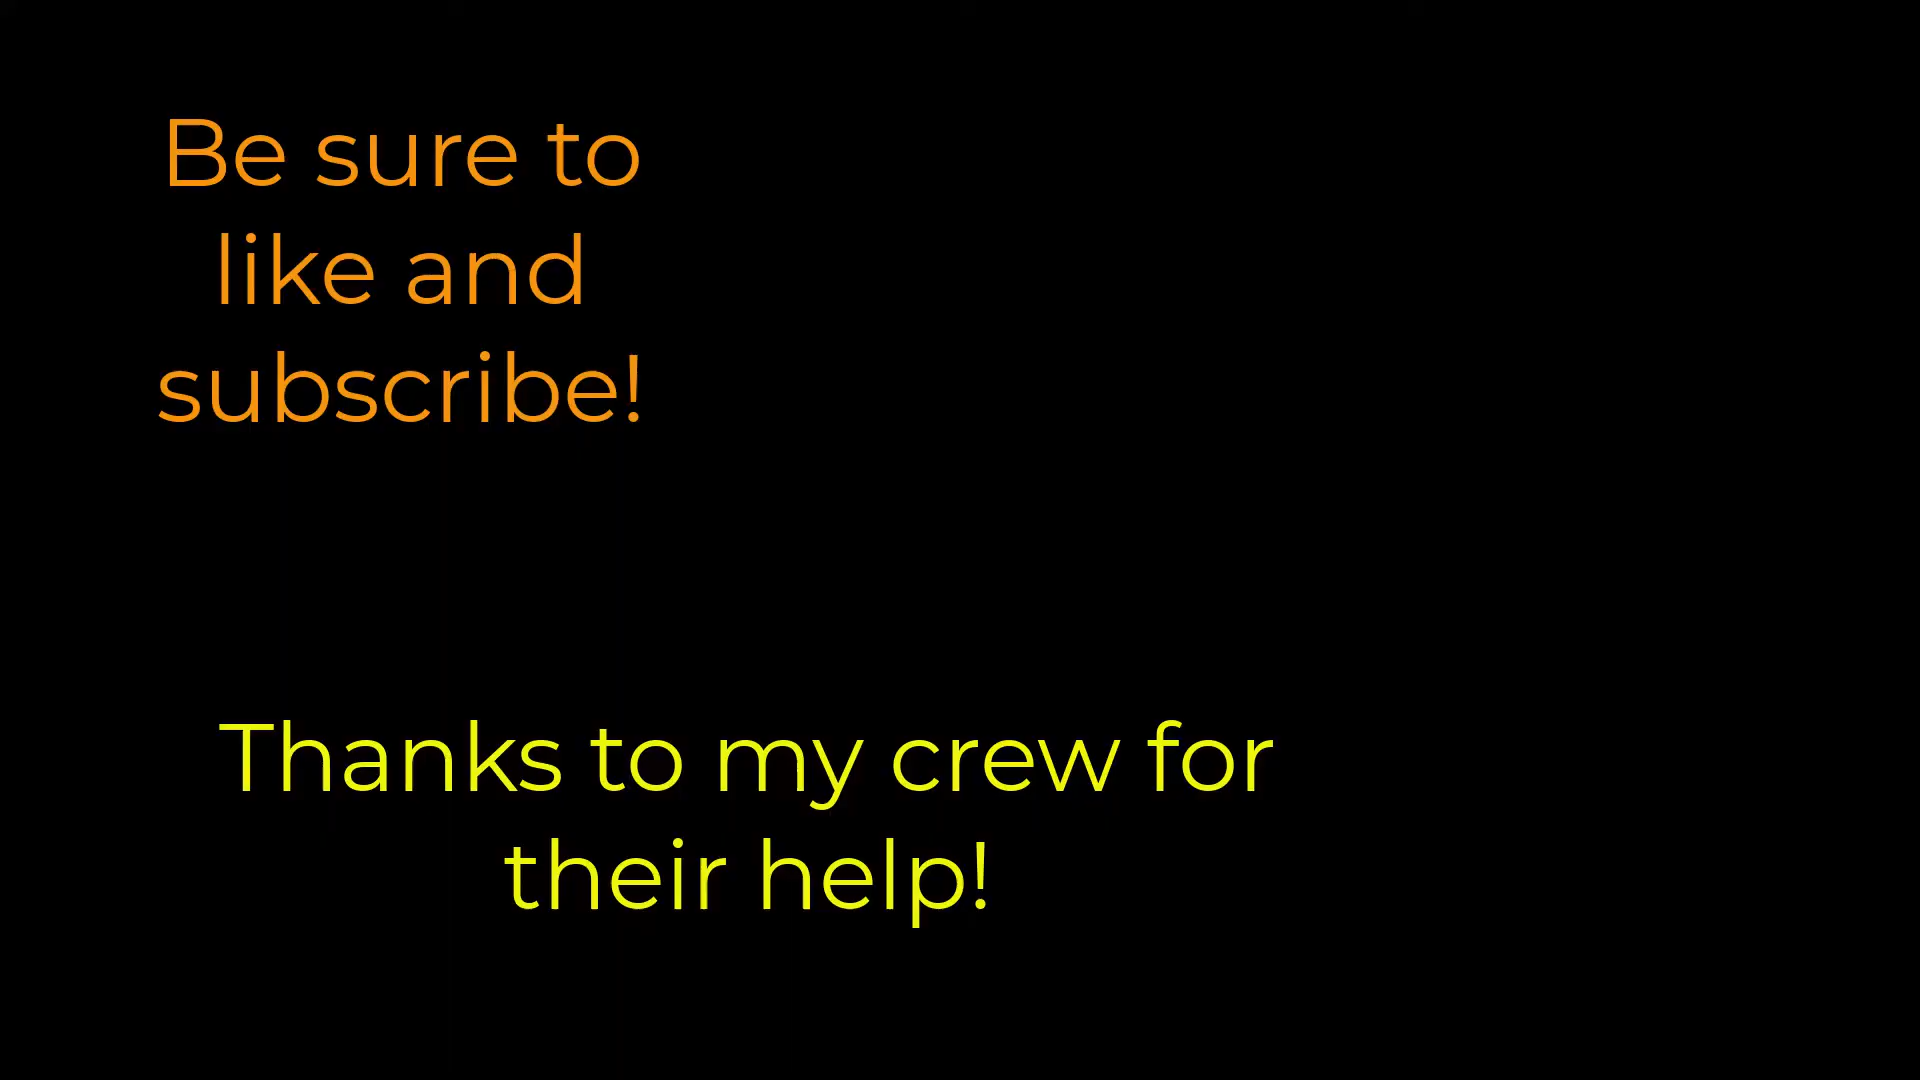 Be sure to
like and
subscribe!
Thanks to my crew for
their help!